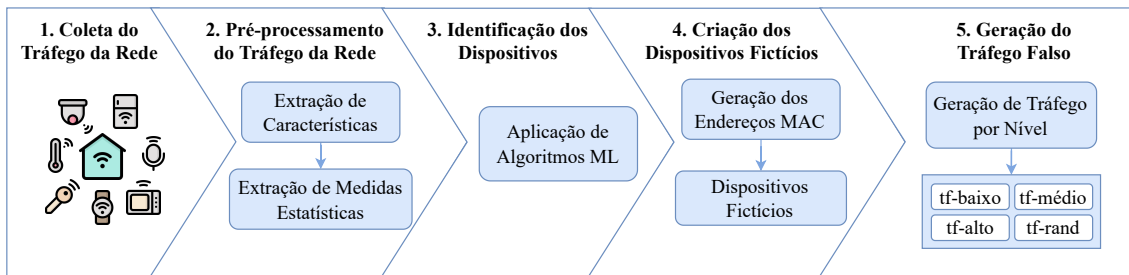 1. Coleta do
Tráfego da Rede
2. Pré-processamento
do Tráfego da Rede
Extração de
Características
Extração de Medidas
Estatísticas
3. Identificação dos
Dispositivos
Aplicação de
Algoritmos ML
4. Criação dos
Dispositivos Fictícios
Geração dos
Endereços MAC
Dispositivos
Fictícios
5. Geração do
Tráfego Falso
Geração de Tráfego
por Nível
tf-baixo
tf-médio
tf-alto
tf-rand